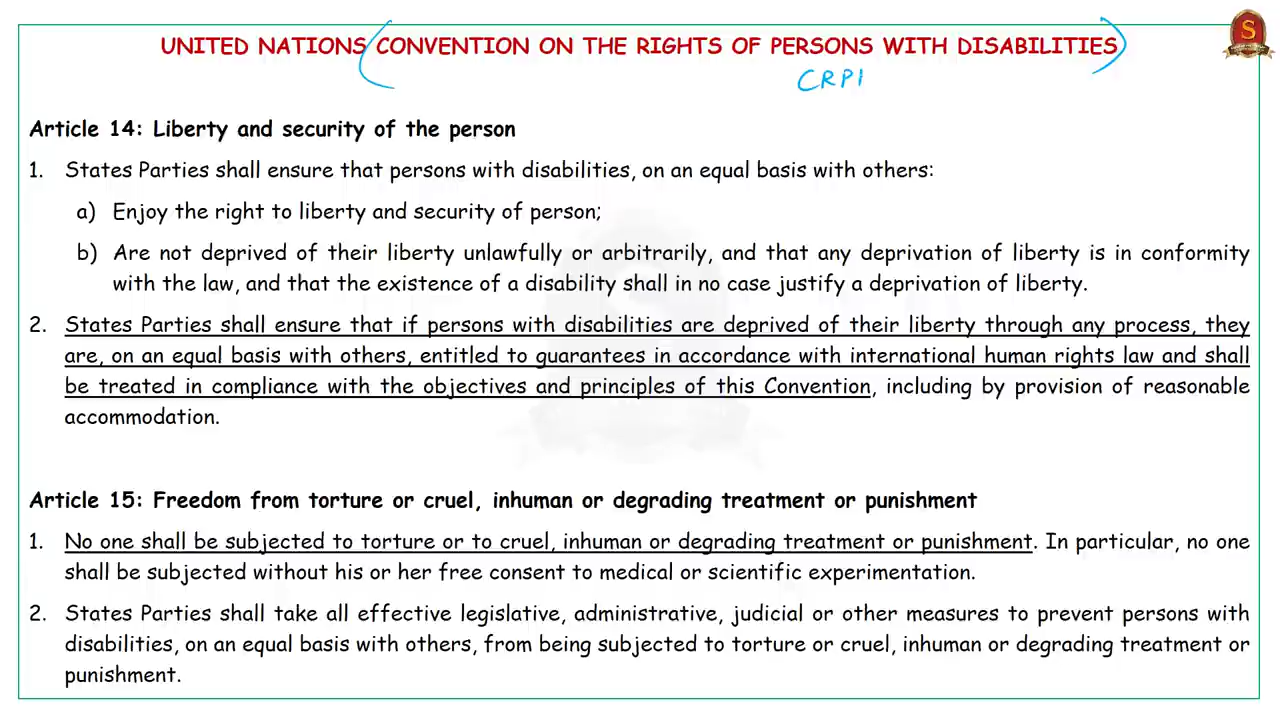 UNITED NATIONS (CONVENTION ON THE RIGHTS OF PERSONS WITH DISABILITIES)
CRPI
S
Article 14: Liberty and security of the person
1. States Parties shall ensure that persons with disabilities, on an equal basis with others:
a) Enjoy the right to liberty and security of person;
b) Are not deprived of their liberty unlawfully or arbitrarily, and that any deprivation of liberty is in conformity
with the law, and that the existence of a disability shall in no case justify a deprivation of liberty.
2. States Parties shall ensure that if persons with disabilities are deprived of their liberty through any process, they
are, on an equal basis with others, entitled to guarantees in accordance with international human rights law and shall
be treated in compliance with the objectives and principles of this Convention, including by provision of reasonable
accommodation.
Article 15: Freedom from torture or cruel, inhuman or degrading treatment or punishment
1. No one shall be subjected to torture or to cruel, inhuman or degrading treatment or punishment. In particular, no one
shall be subjected without his or her free consent to medical or scientific experimentation.
2. States Parties shall take all effective legislative, administrative, judicial or other measures to prevent persons with
disabilities, on an equal basis with others, from being subjected to torture or cruel, inhuman or degrading treatment or
punishment.